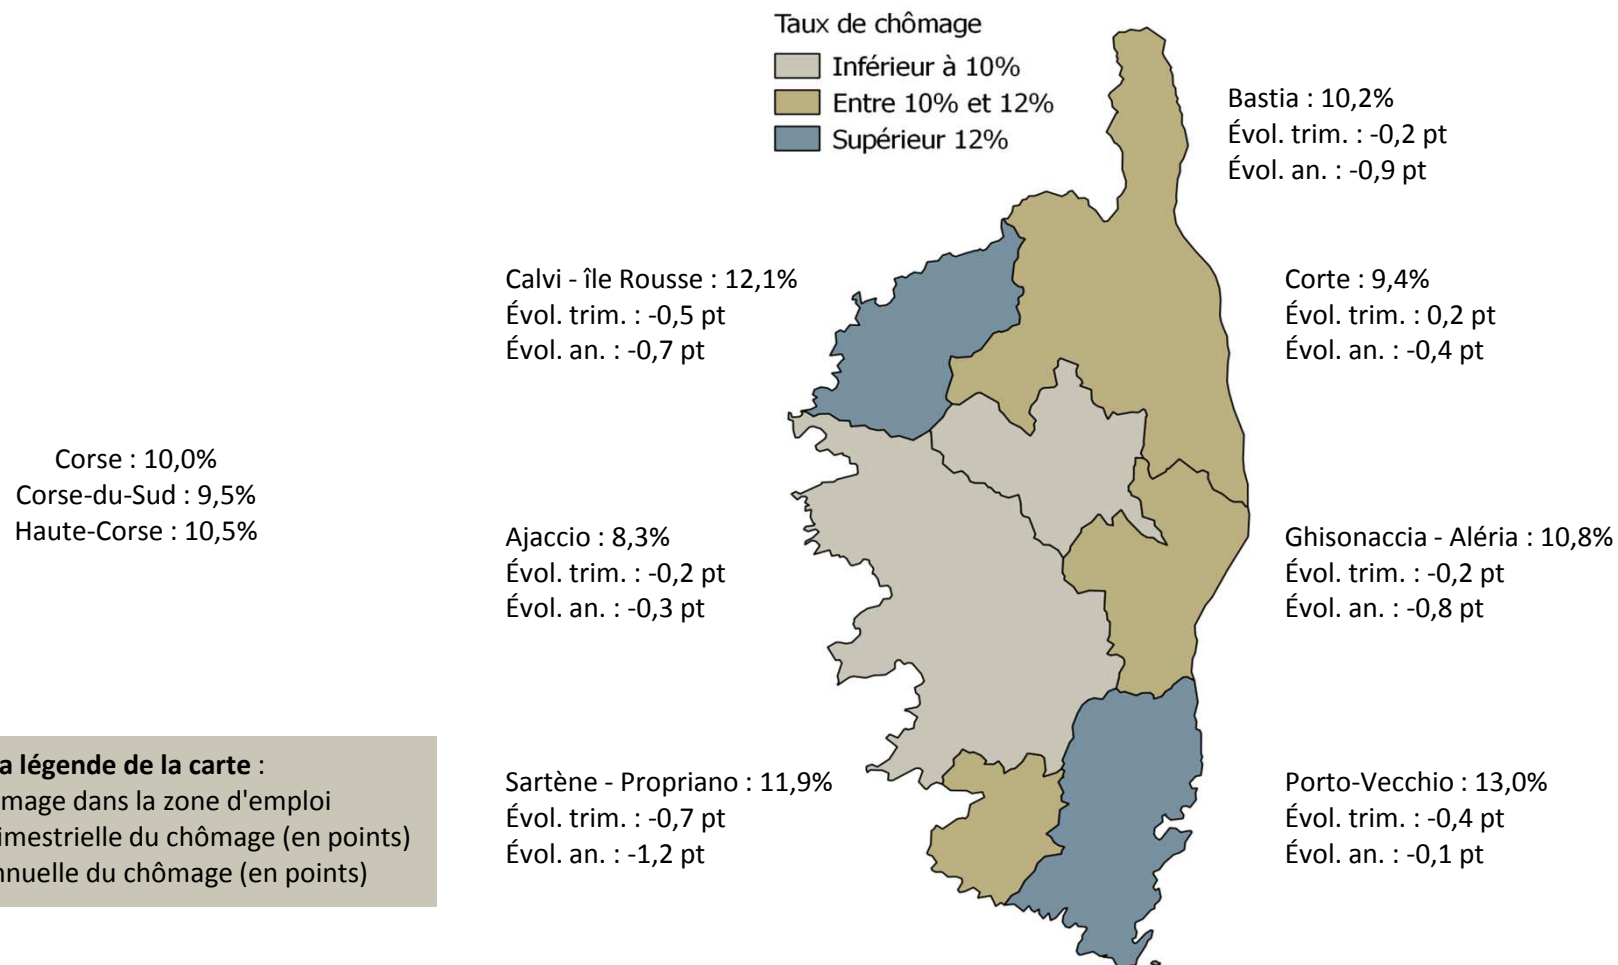 Taux de chômage
Inférieur à 10%
Entre 10% et 12%
Supérieur 12%
Bastia : 10,2%
Évol. trim. : -0,2 pt
Évol. an. : -0,9 pt
Calvi - île Rousse : 12,1%
Évol. trim. : -0,5 pt
Évol. an. : -0,7 pt
Corte : 9,4%
Évol. trim. : 0,2 pt
Évol. an. : -0,4 pt
Corse : 10,0%
Corse-du-Sud : 9,5%
Haute-Corse : 10,5%
Ajaccio : 8,3%
Évol. trim. : -0,2 pt
Évol. an. : -0,3 pt
Ghisonaccia - Aléria : 10,8%
Évol. trim. : -0,2 pt
Évol. an. : -0,8 pt
a légende de la carte :
mage dans la zone d'emploi
imestrielle du chômage (en points)
nnuelle du chômage (en points)
Sartène - Propriano : 11,9%
Évol. trim. : -0,7 pt
Évol. an. : -1,2 pt
Porto-Vecchio : 13,0%
Évol. trim. : -0,4 pt
Évol. an. : -0,1 pt